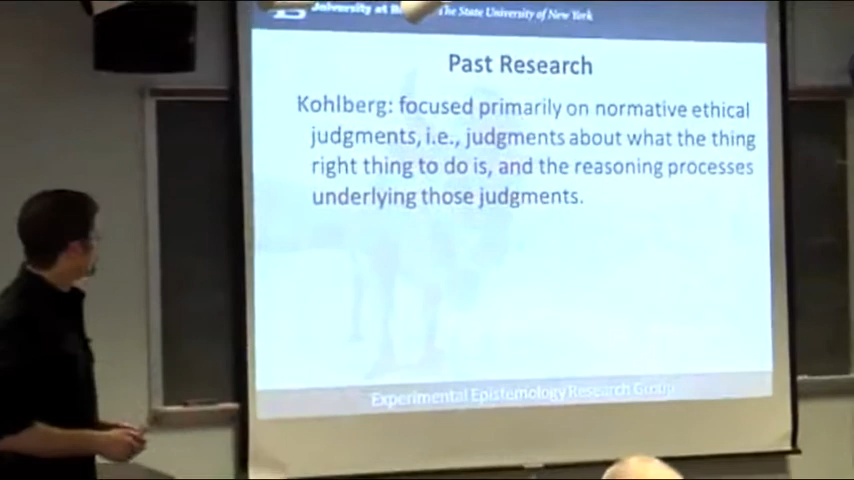 University at B
The State University of New York
Past Research
Kohlberg: focused primarily on normative ethical
judgments, i.e., judgments about what the thing
right thing to do is, and the reasoning processes
underlying those judgments.
Experimental Epistemology Research Group